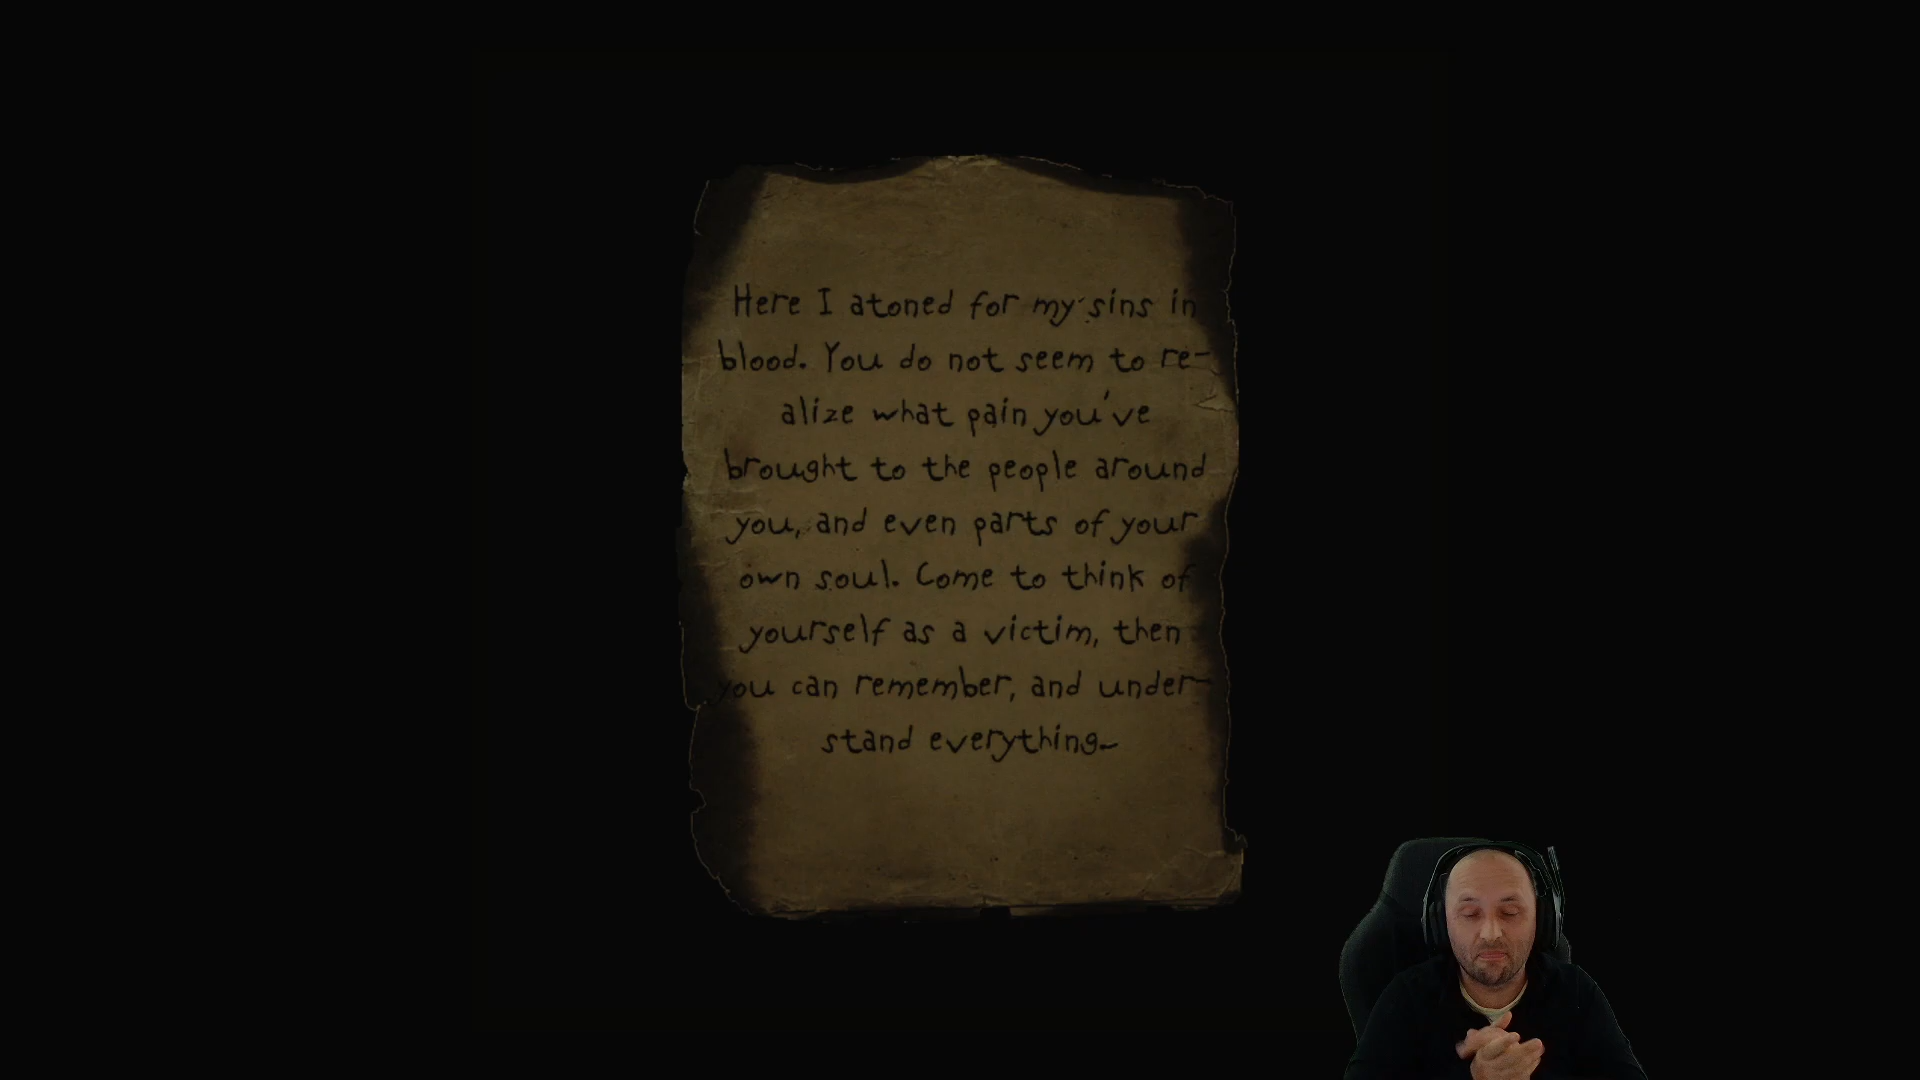 Here I atoned for my sins in
blood. You do not seem to re-
alize what pain you've
brought to the people around
you, and even parts of your
own soul. Come to think of
yourself as a victim, then
you can remember, and under-
stand everything~